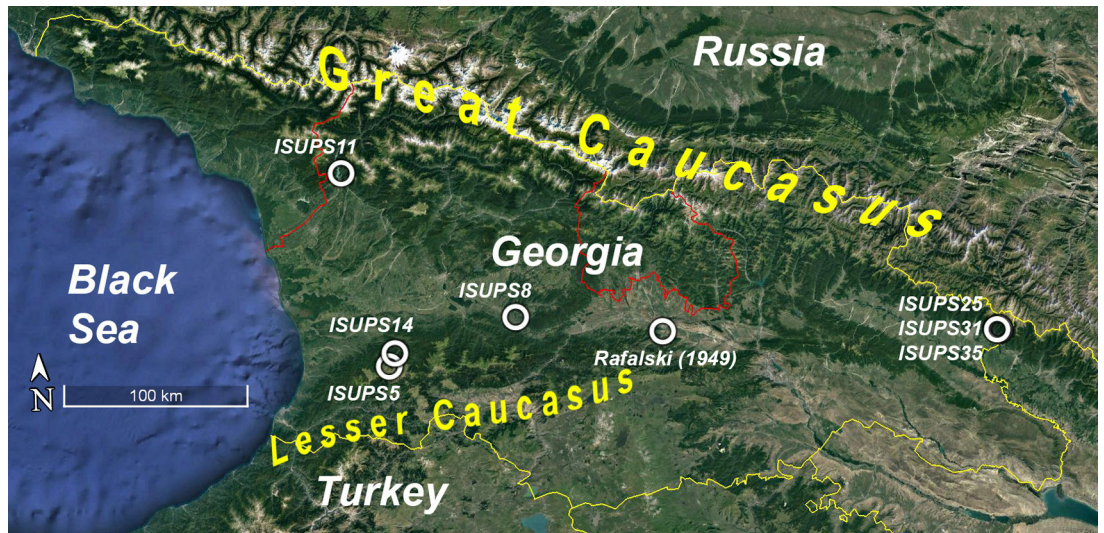 Russia
Great Caucasus
ISUPS11
Georgia
Black
Sea
ISUPS8
ISUPS25
ISUPS31
ISUPS35
ISUPS14
Rafalski (1949)
ISUPS5
N
100 km
Lesser Caucasus
Turkey